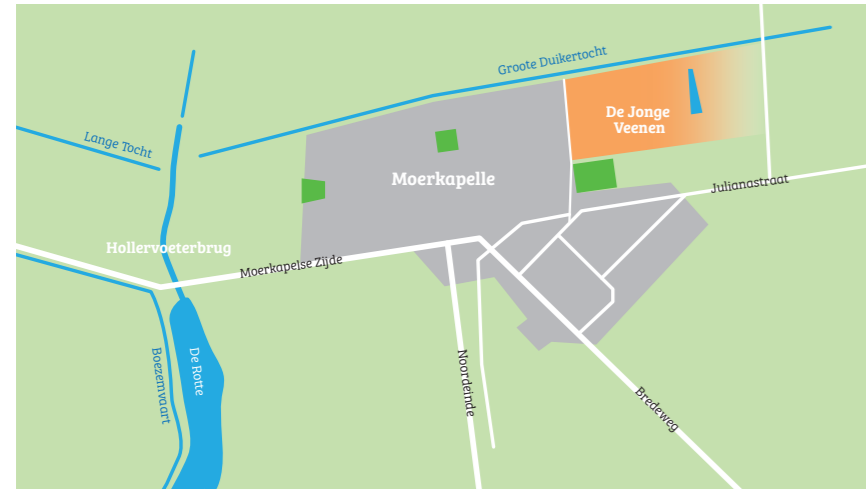 Groote Duikertocht
De Jonge
Veenen
Lange Tocht
Moerkapelle
Julianastraat
Hollervoeterbrug
Moerkapelse Zijde
De Rotte
Boezemvaart
Noordeinde
Bredeweg